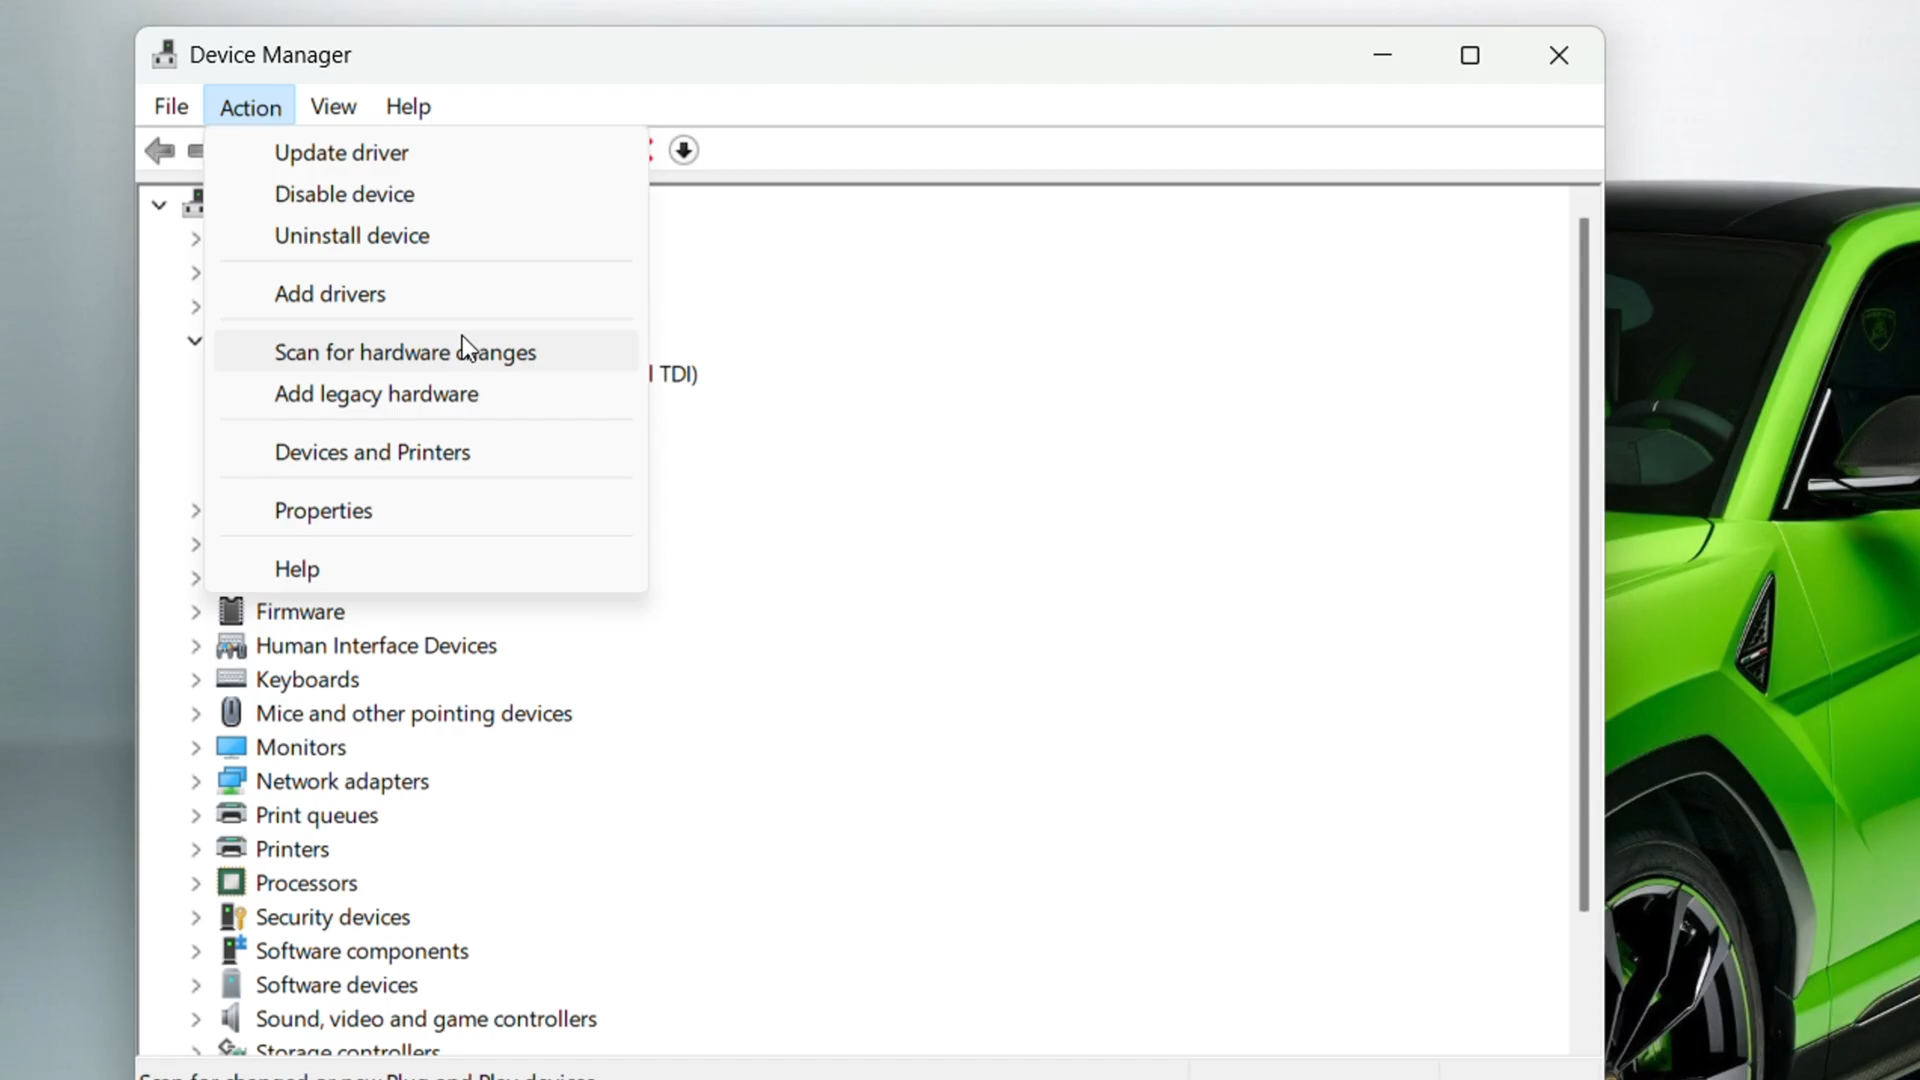 Device Manager
File Action View Help
Update driver
Disable device
Uninstall device
Add drivers
Scan for hardware changes
l TDI)
Add legacy hardware
Devices and Printers
Properties
Help
Firmware
Human Interface Devices
Keyboards
Mice and other pointing devices
Monitors
Network adapters
Print queues
Printers
Processors
Security devices
Software components
Software devices
Sound, video and game controllers
Storage controllers
Scan for changed or new Plug and Play devices